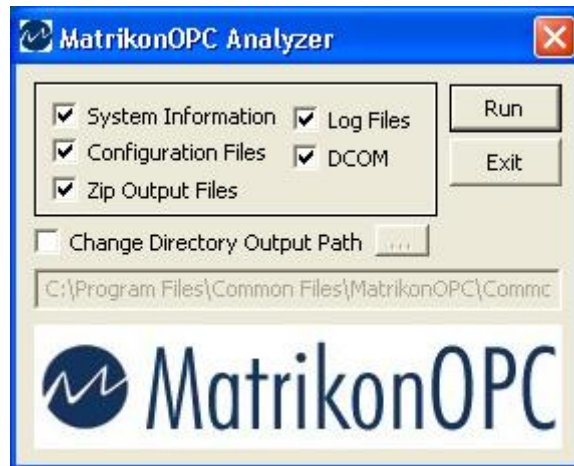 MatrikonOPC Analyzer
System Information
Log Files
Run
Configuration Files
DCOM
Exit
Zip Output Files
Change Directory Output Path
...
C:\Program Files\Common Files\MatrikonOPC\Commc
MatrikonOPC